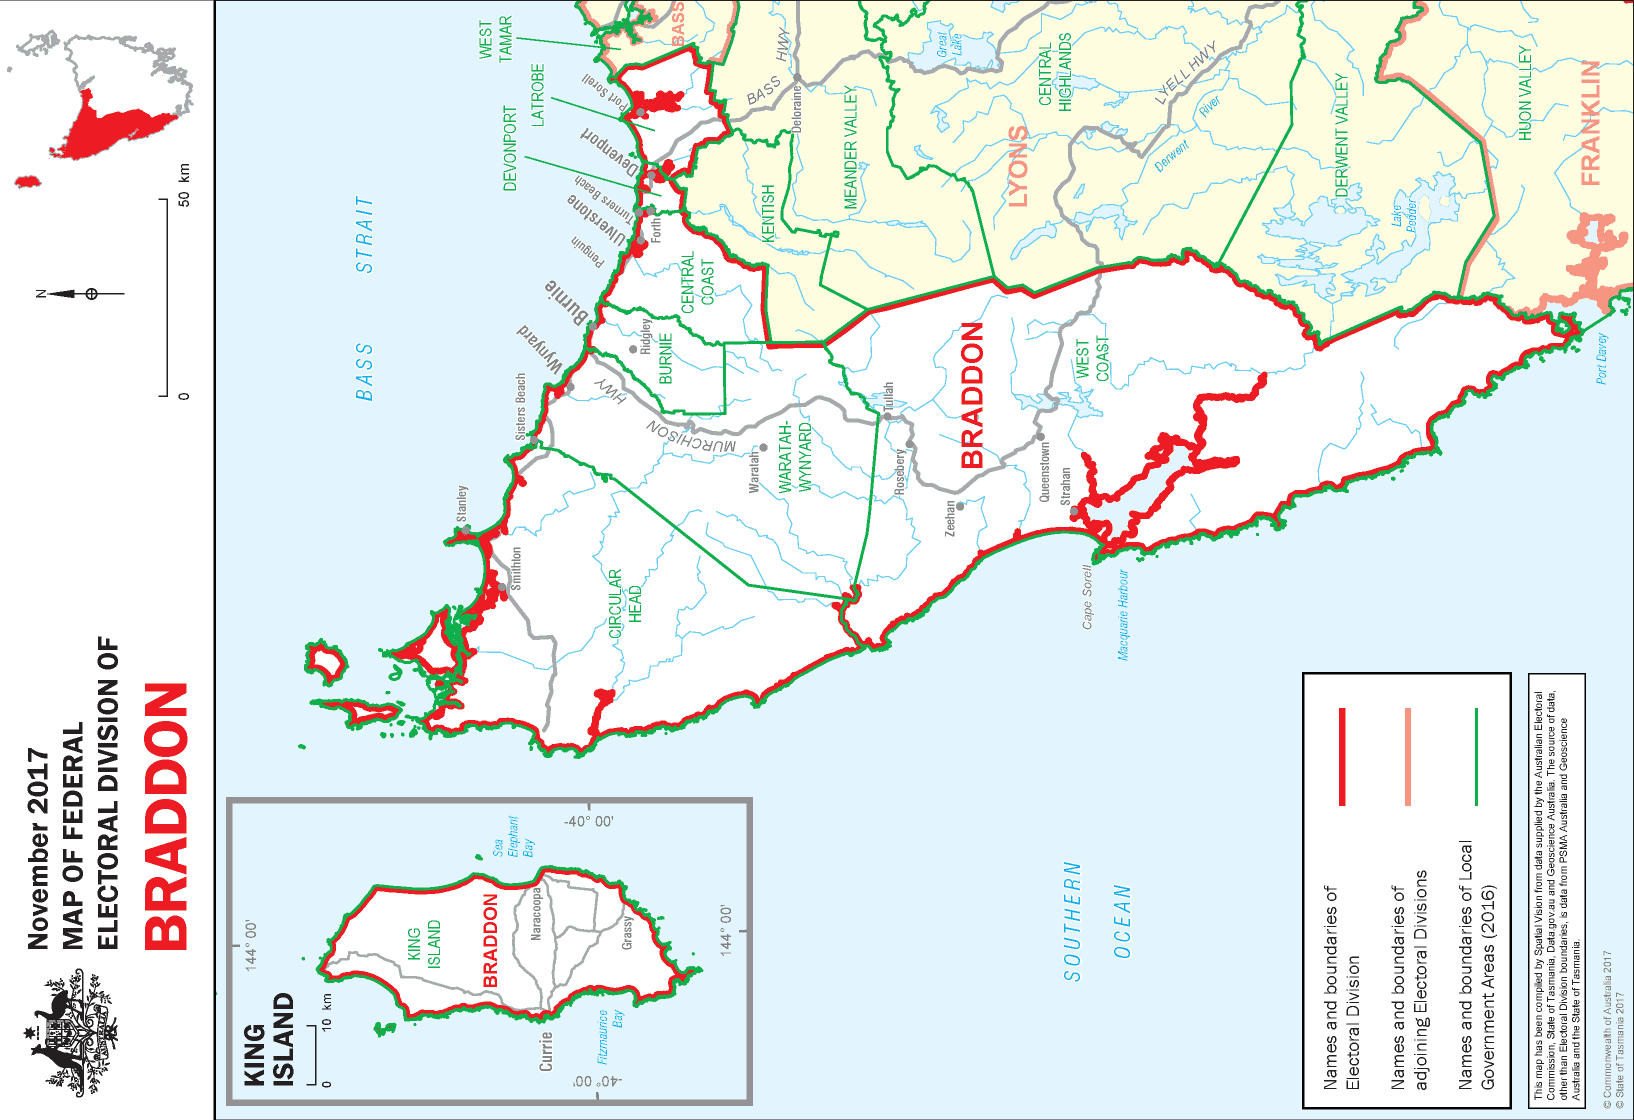 November 2017
MAP OF FEDERAL
ELECTORAL DIVISION OF
BRADDON
N
0
50 km
BASS STRAIT
WEST
TAMAR
LATROBE
DEVONPORT
BASS
Port Sorell
Devonport
Turners Beach
Ulverstone
Forth
Penguin
Burnie
Wynyard
Sisters Beach
Stanley
Smithton
Ridgley
BURNIE
CENTRAL
COAST
KENTISH
MEANDER VALLEY
BASS HWY
Deloraine
Great
Lake
CENTRAL
HIGHLANDS
LYELL HWY
LYONS
River
Derwent
DERWENT VALLEY
HUON VALLEY
FRANKLIN
Lake
Pedder
MURCHISON HWY
Waratah
WARATAH-
WYNYARD
CIRCULAR
HEAD
Tullah
Rosebery
Zeehan
BRADDON
WEST
COAST
Queenstown
Strahan
Cape Sorell
Macquarie Harbour
Port Davey
SOUTHERN
OCEAN
KING
ISLAND
0
10 km
144° 00'
144° 00'
-40° 00'
-40° 00'
KING
ISLAND
BRADDON
Naracoopa
Grassy
Currie
Sea
Elephant
Bay
Fitzmaurice
Bay
Names and boundaries of
Electoral Division
Names and boundaries of
adjoining Electoral Divisions
Names and boundaries of Local
Government Areas (2016)
This map has been compiled by Spatial Vision from data supplied by the Australian Electoral
Commission, State of Tasmania, Data.gov.au and Geoscience Australia. The source of data,
other than Electoral Division boundaries, is data from PSMA Australia and Geoscience
Australia and the State of Tasmania.
© Commonwealth of Australia 2017
© State of Tasmania 2017